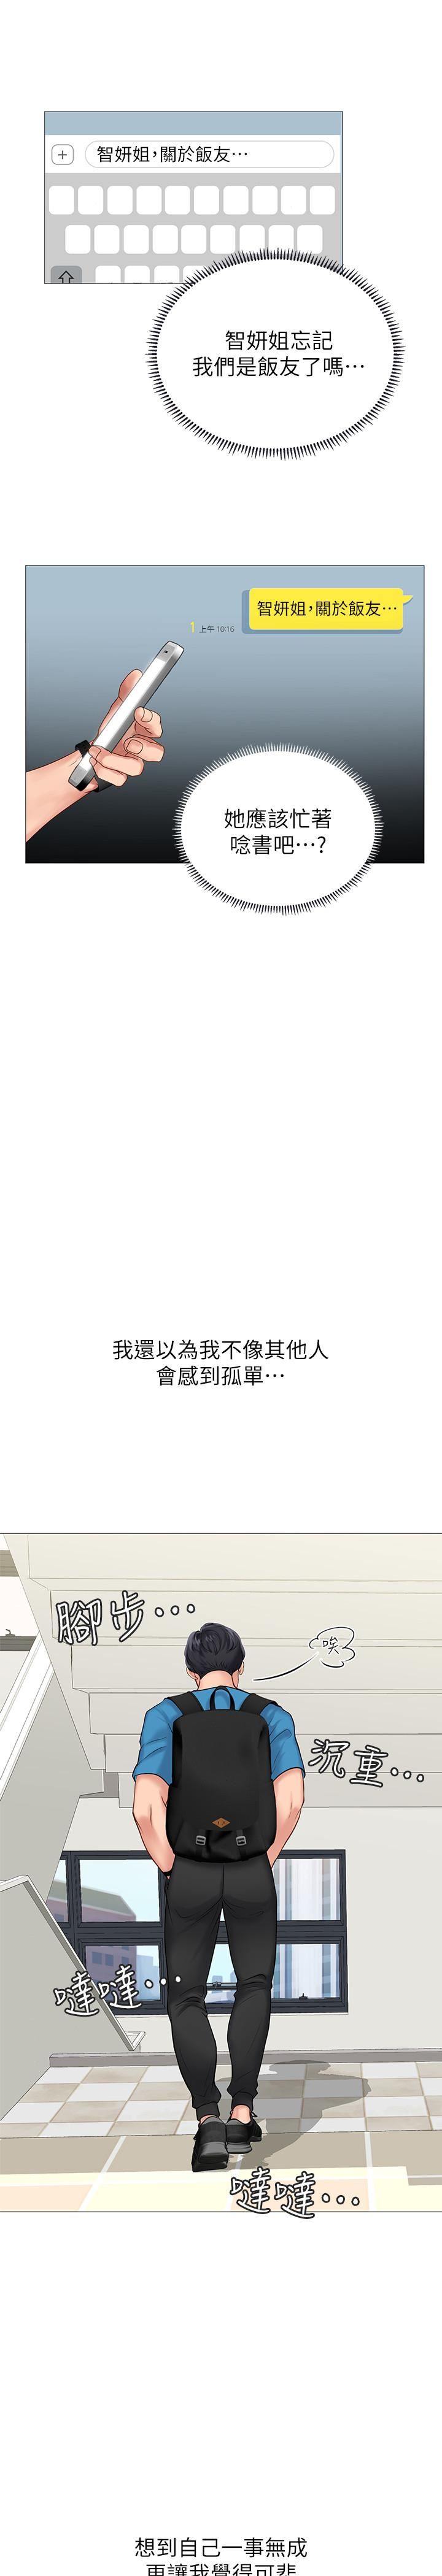 智妍姐，關於飯友…
智妍姐忘記
我們是飯友了嗎…
智妍姐，關於飯友…
1 上午 10:16
她應該忙著
唸書吧…?
我還以為我不像其他人
會感到孤單…
腳步…
唉
沉重…
噠噠…
噠噠…
想到自己一事無成
更讓我覺得可悲